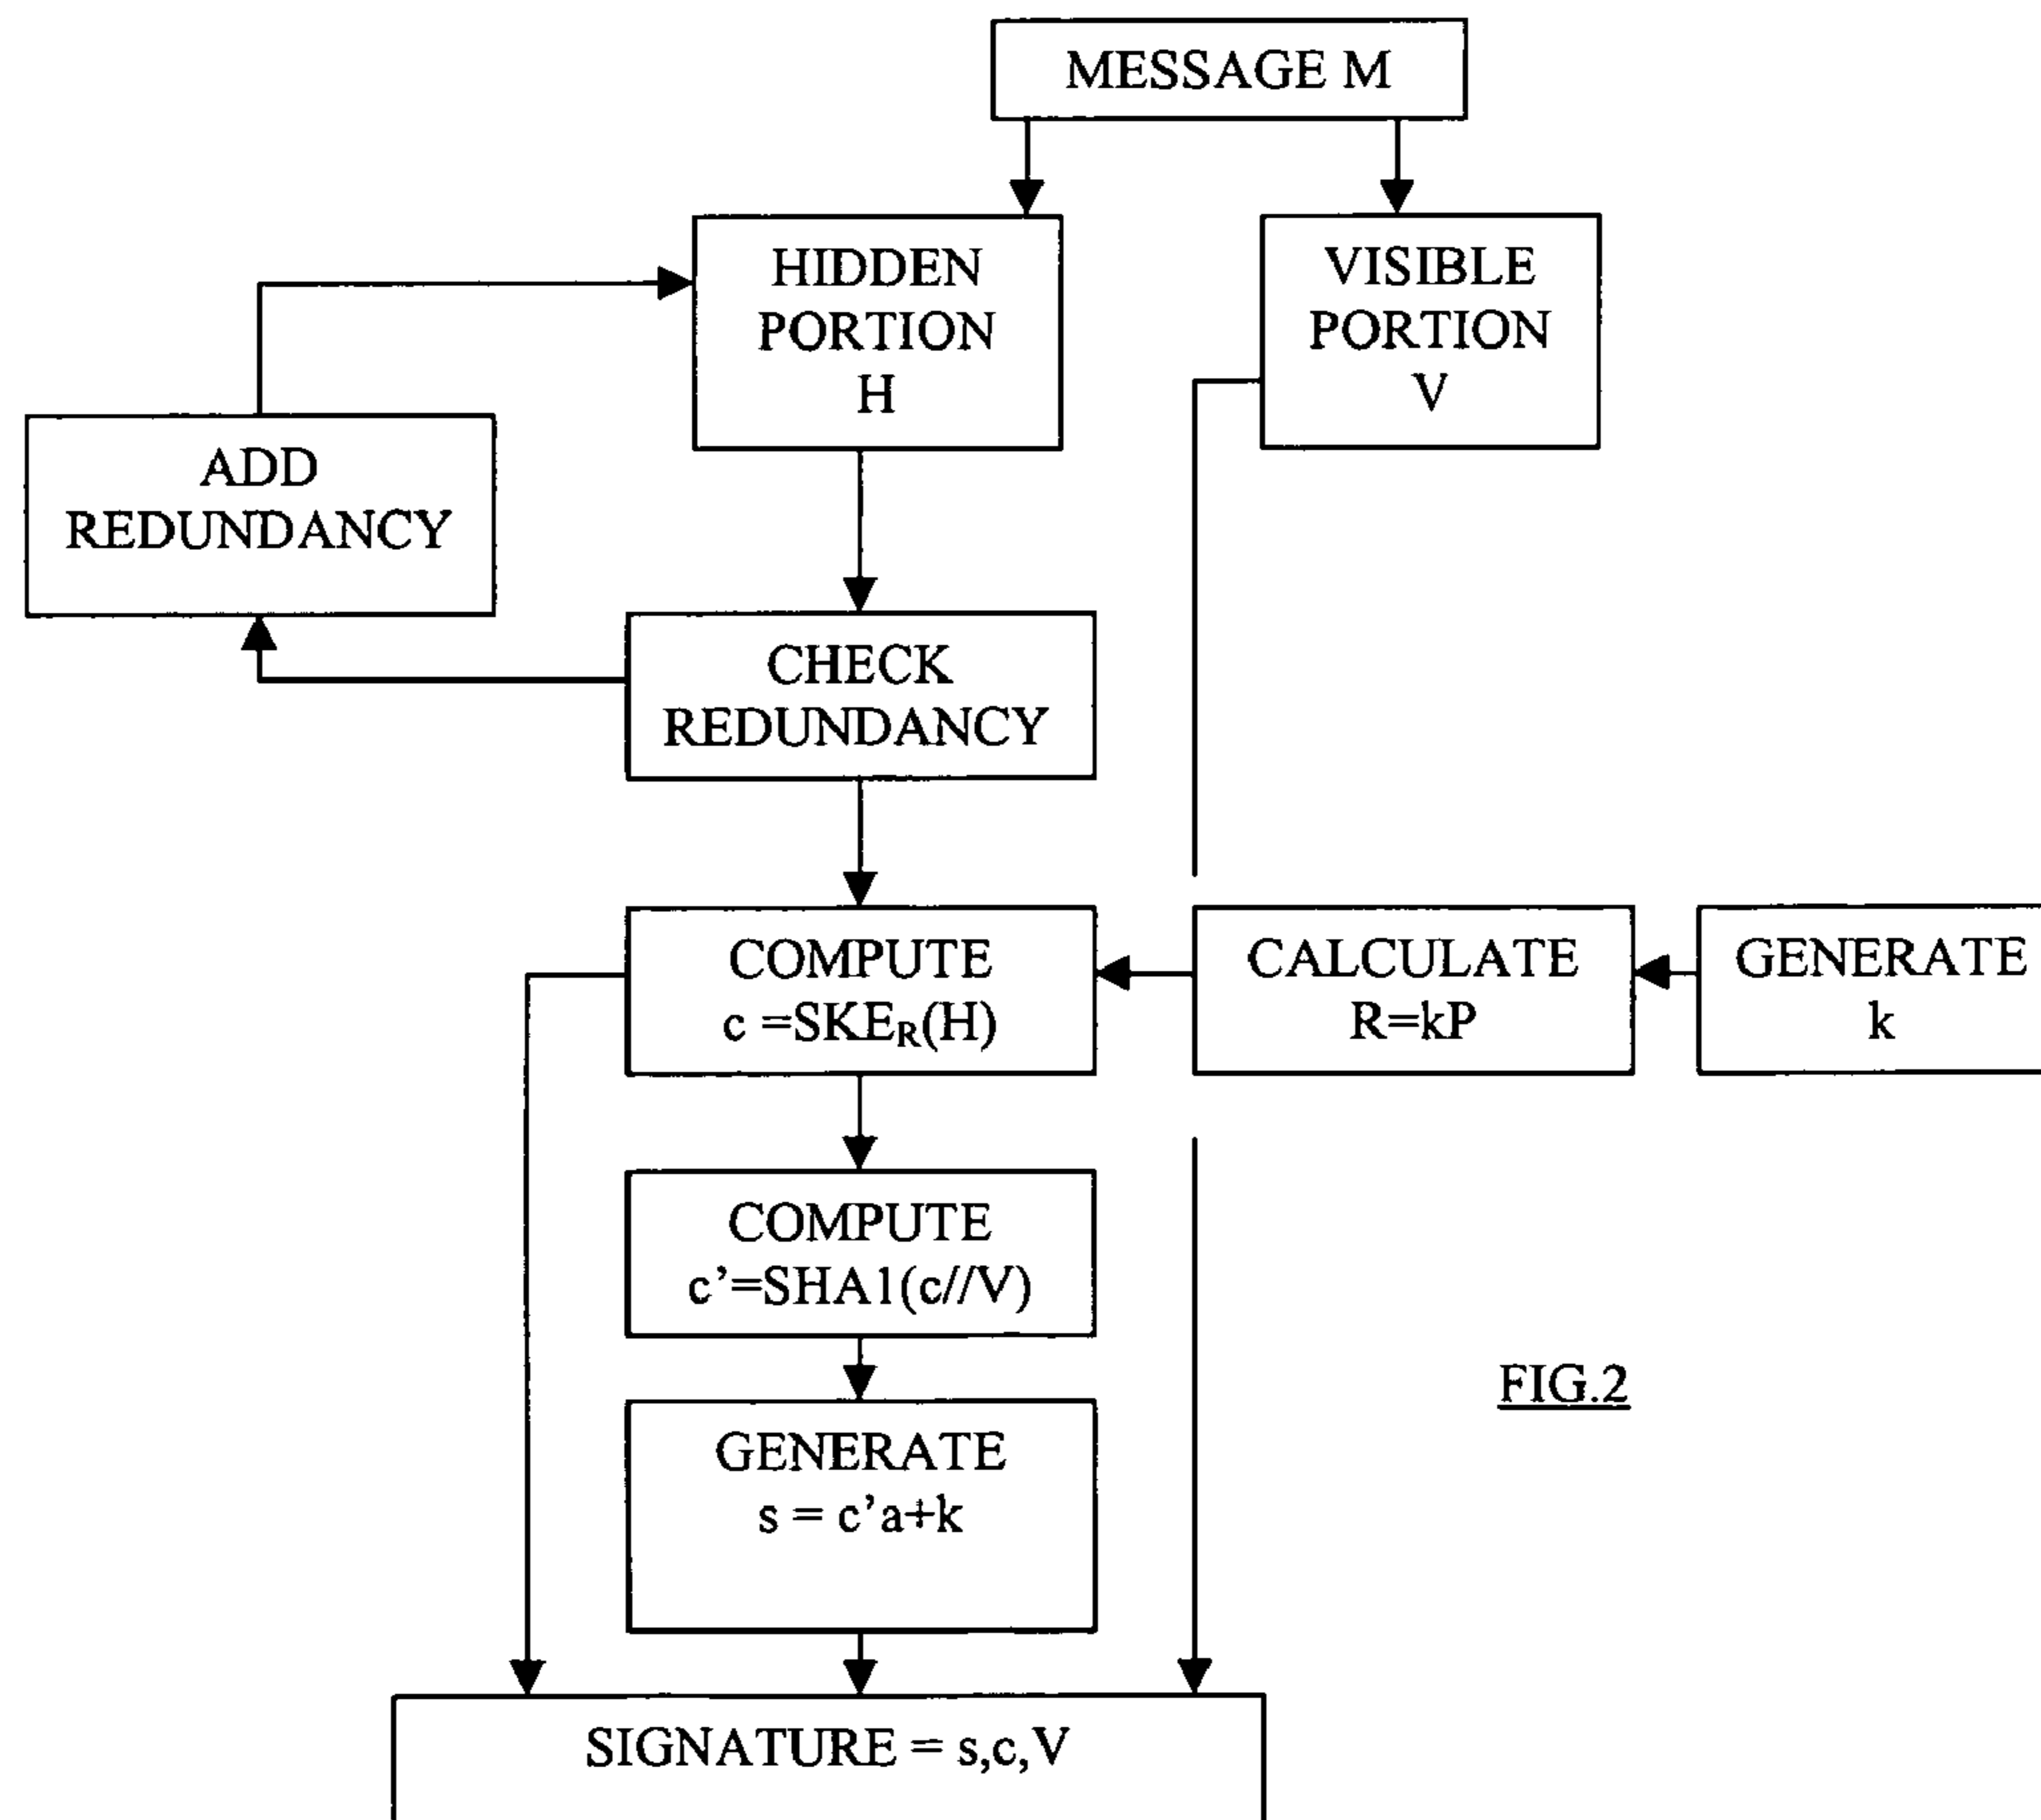 MESSAGE M
HIDDEN
PORTION
H
VISIBLE
PORTION
V
ADD
REDUNDANCY
CHECK
REDUNDANCY
COMPUTE
c =SKE_R(H)
CALCULATE
R=kP
GENERATE
k
COMPUTE
c’=SHA1(c//V)
GENERATE
s = c’a+k
FIG.2
SIGNATURE = s,c,V